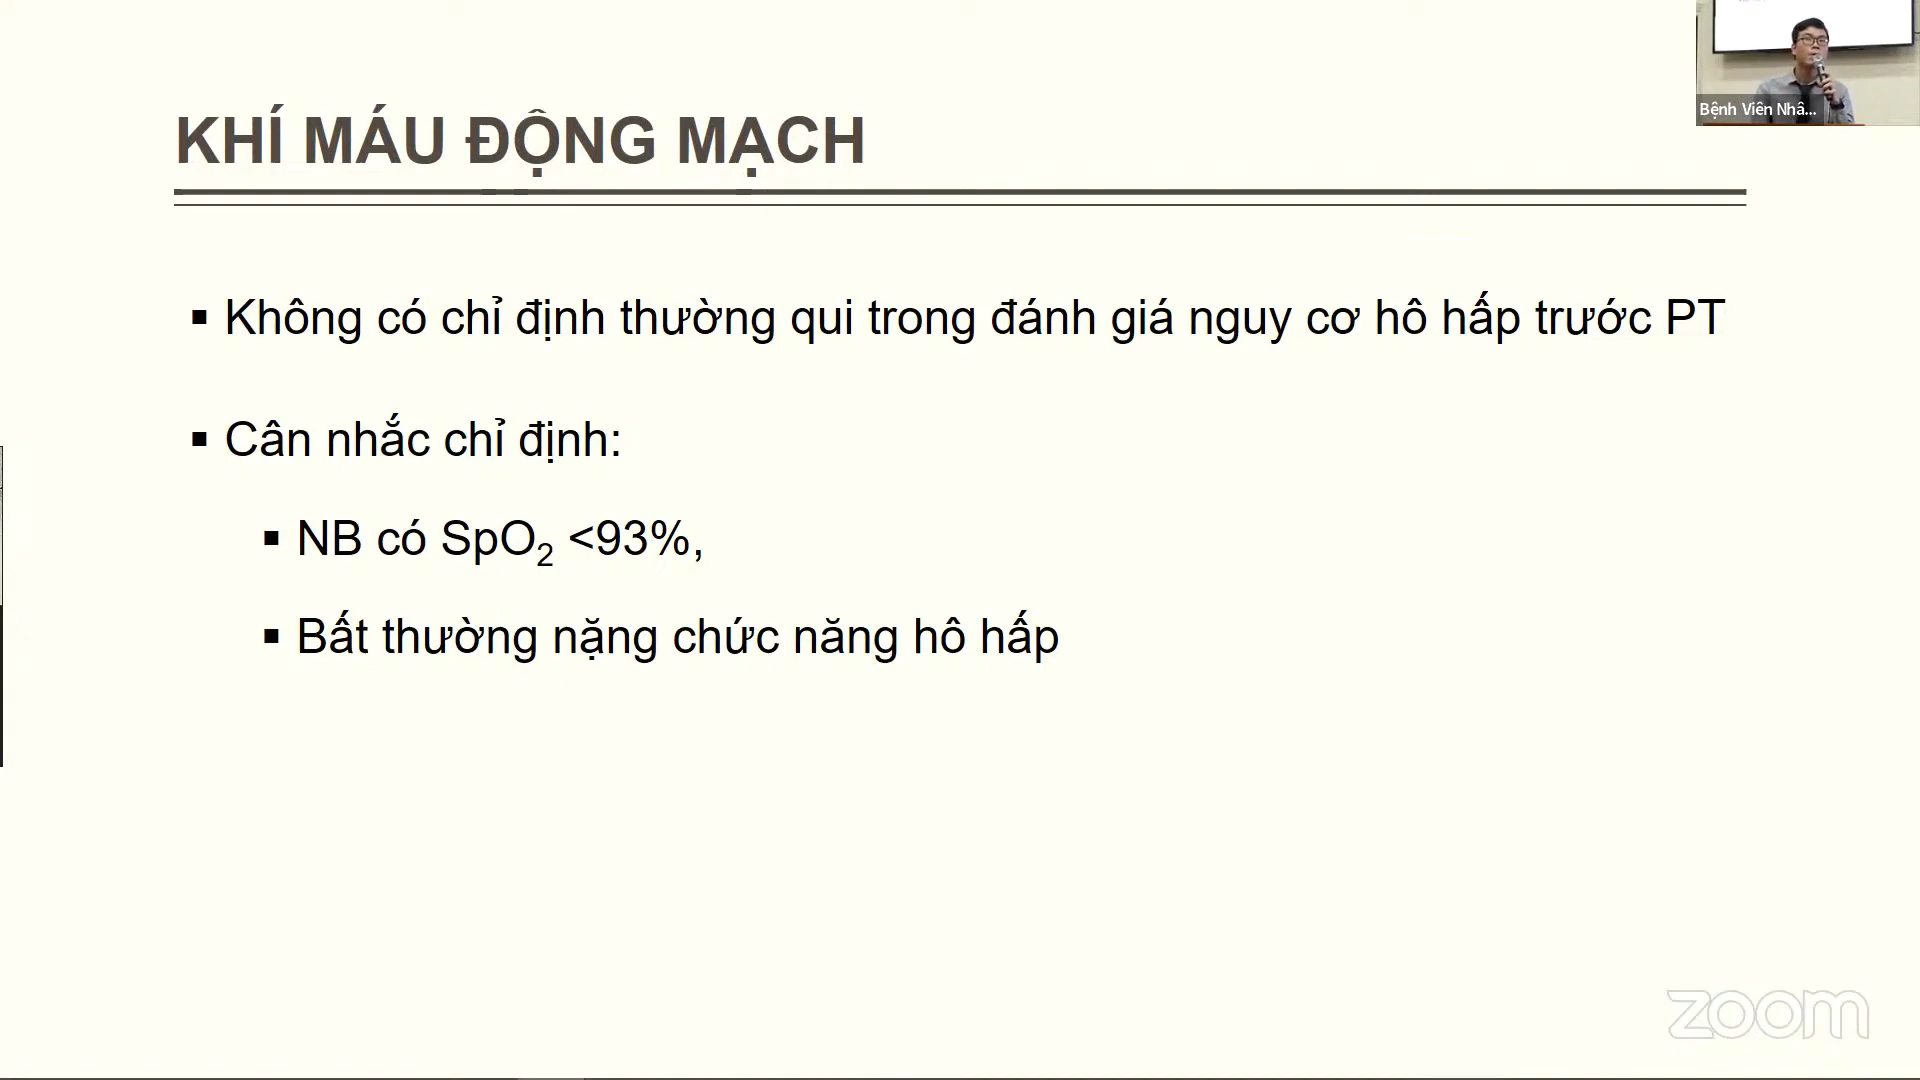 Bệnh Viên Nhâ...
KHÍ MÁU ĐỘNG MẠCH
▪ Không có chỉ định thường qui trong đánh giá nguy cơ hô hấp trước PT
▪ Cân nhắc chỉ định:
▪ NB có SpO₂ <93%,
▪ Bất thường nặng chức năng hô hấp
zoom